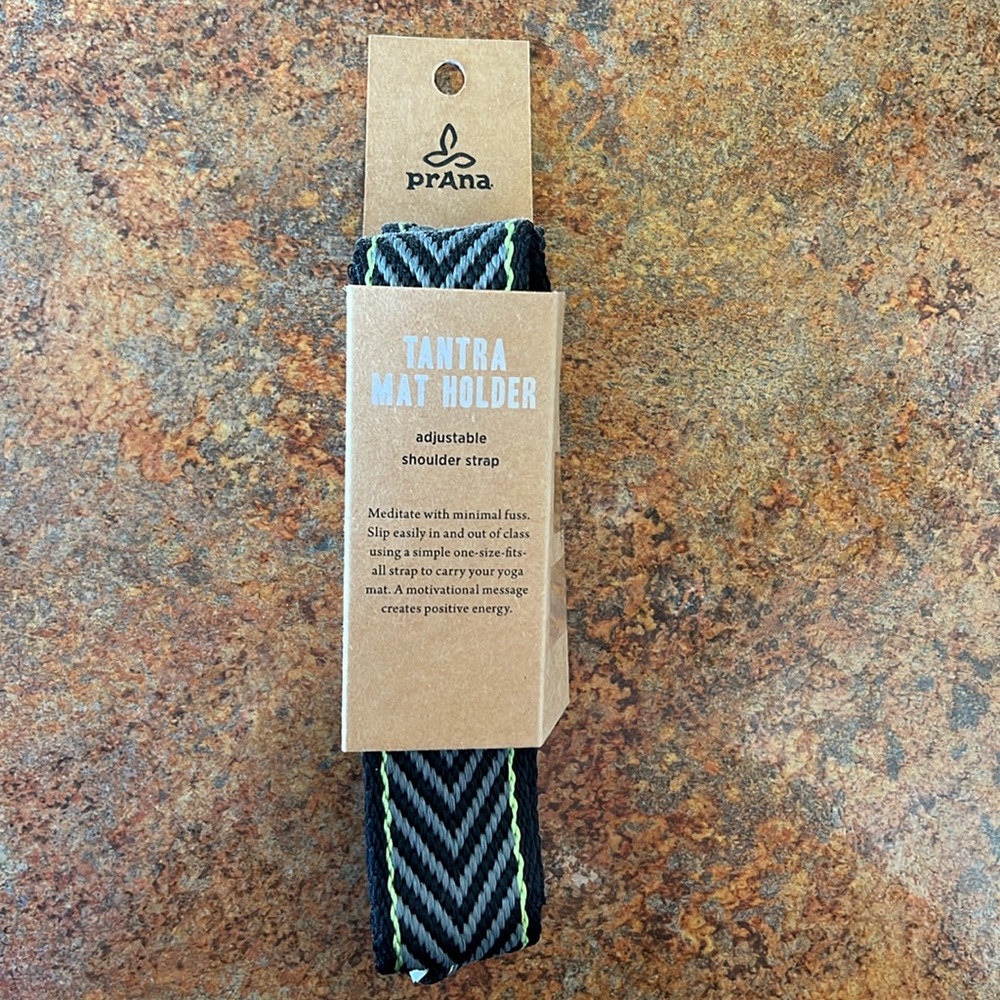 prAna
TANTRA
MAT HOLDER
adjustable
shoulder strap
Meditate with minimal fuss.
Slip easily in and out of class
using a simple one-size-fits-
all strap to carry your yoga
mat. A motivational message
creates positive energy.